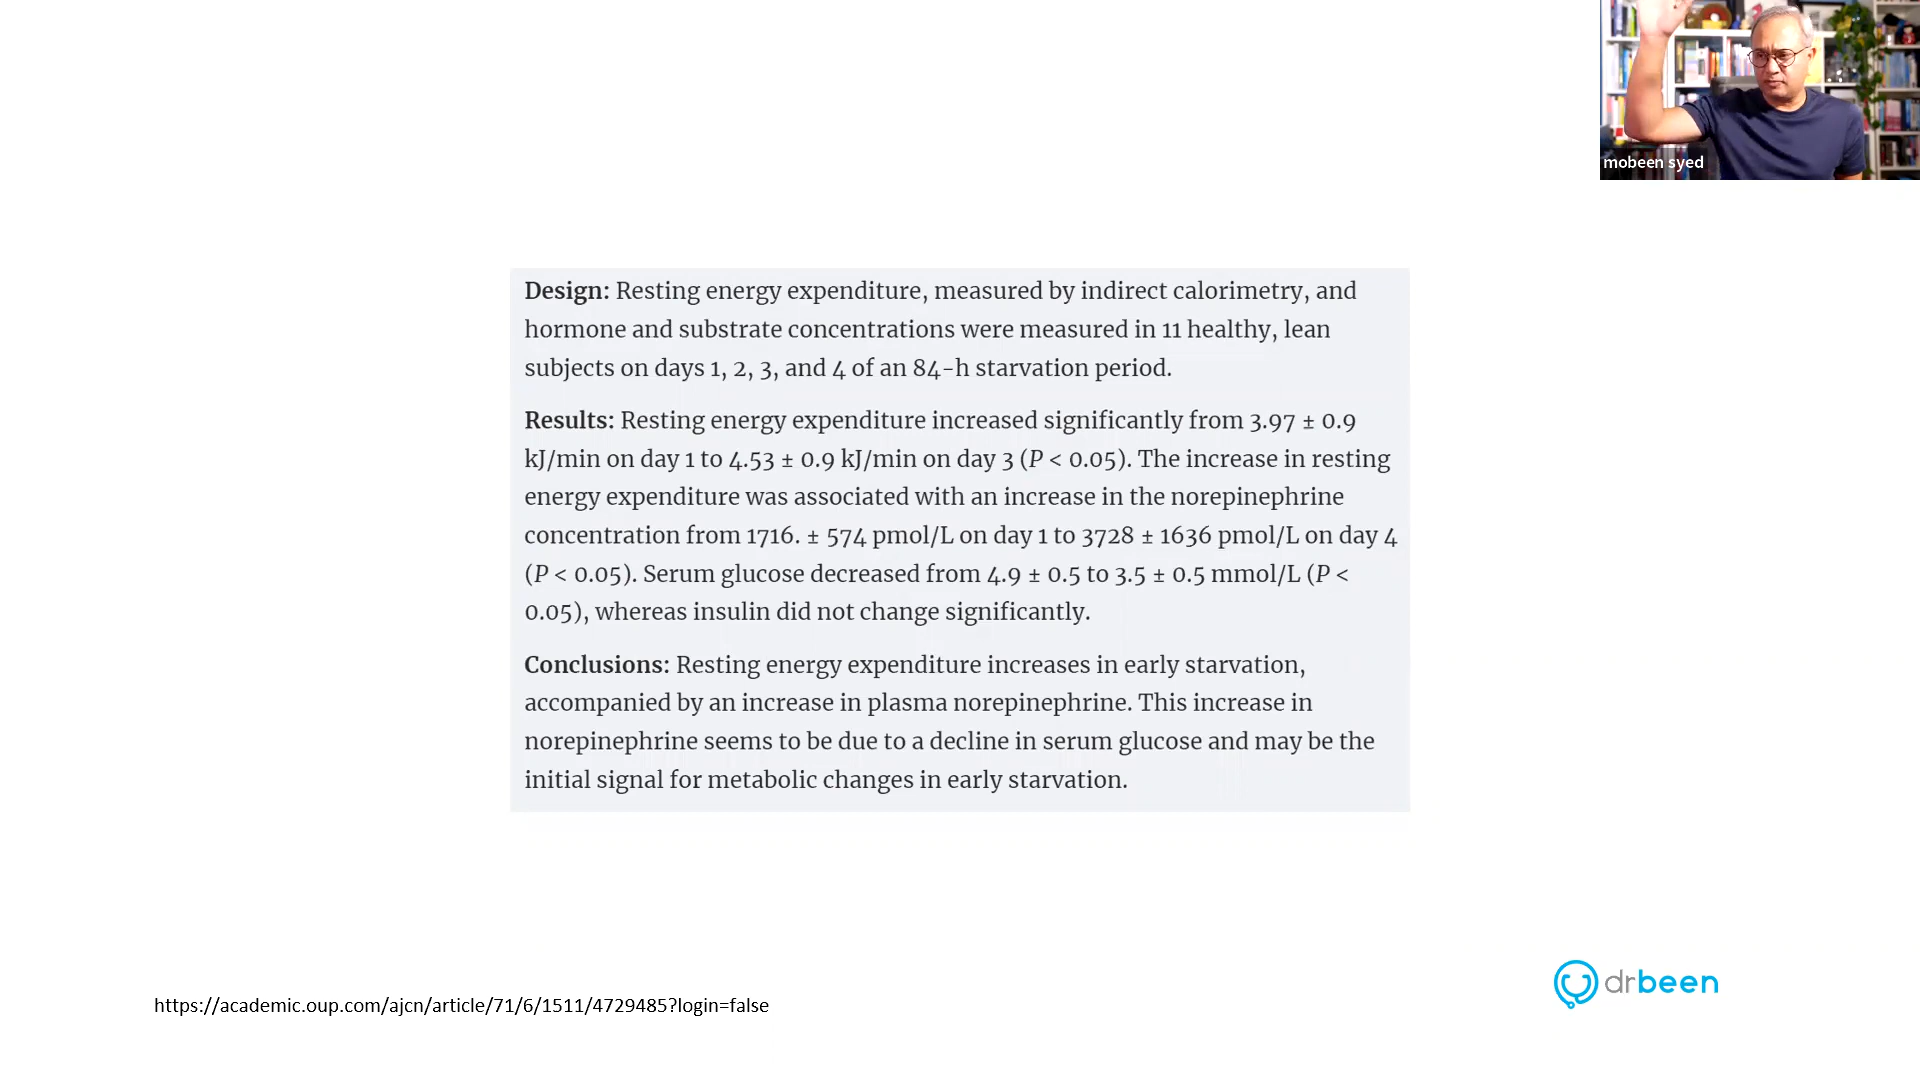 mobeen syed
Design: Resting energy expenditure, measured by indirect calorimetry, and
hormone and substrate concentrations were measured in 11 healthy, lean
subjects on days 1, 2, 3, and 4 of an 84-h starvation period.
Results: Resting energy expenditure increased significantly from 3.97 ± 0.9
kJ/min on day 1 to 4.53 ± 0.9 kJ/min on day 3 (P < 0.05). The increase in resting
energy expenditure was associated with an increase in the norepinephrine
concentration from 1716. ± 574 pmol/L on day 1 to 3728 ± 1636 pmol/L on day 4
(P < 0.05). Serum glucose decreased from 4.9 ± 0.5 to 3.5 ± 0.5 mmol/L (P <
0.05), whereas insulin did not change significantly.
Conclusions: Resting energy expenditure increases in early starvation,
accompanied by an increase in plasma norepinephrine. This increase in
norepinephrine seems to be due to a decline in serum glucose and may be the
initial signal for metabolic changes in early starvation.
drbeen
https://academic.oup.com/ajcn/article/71/6/1511/4729485?login=false